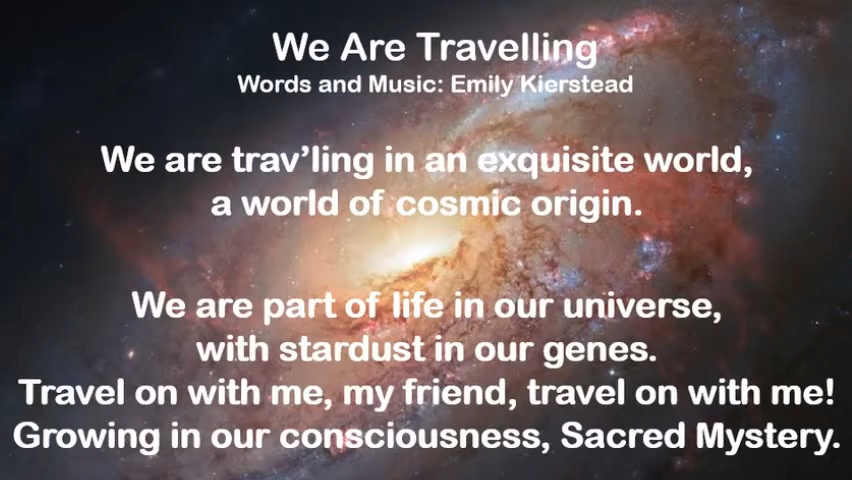 We Are Travelling
Words and Music: Emily Kierstead
We are trav’ling in an exquisite world,
a world of cosmic origin.
We are part of life in our universe,
with stardust in our genes.
Travel on with me, my friend, travel on with me!
Growing in our consciousness, Sacred Mystery.